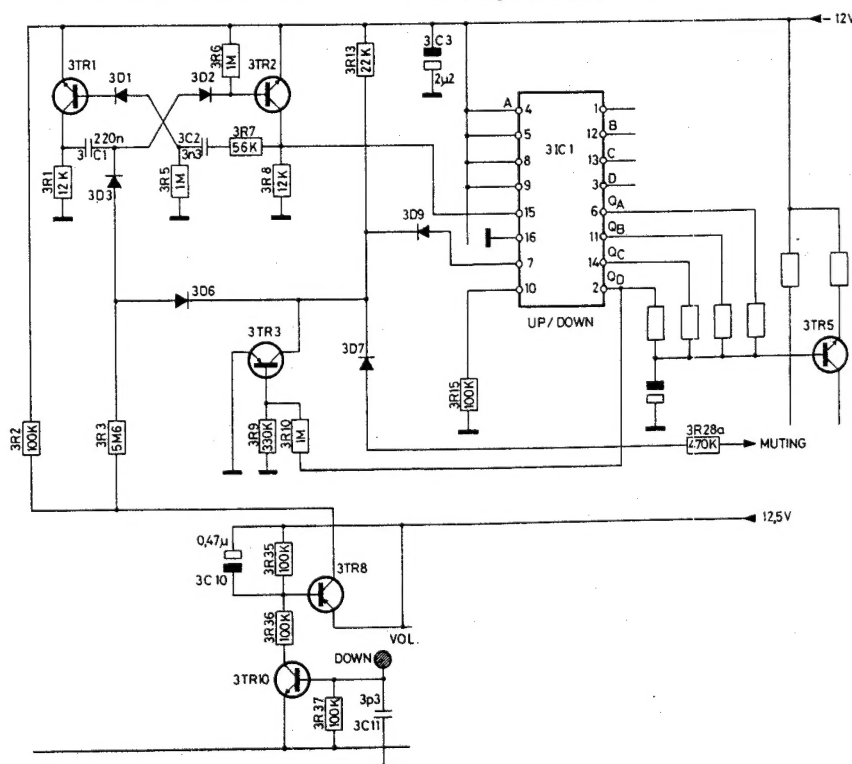 -12V
3TR1
3D1
3D2
3R6
1M
3TR2
3R13
22K
3C3
2µ2
3IC1
A
4
5
8
9
15
16
7
10
1
12
B
13
C
3
D
6
QA
11
QB
14
QC
2
QD
UP/DOWN
220n
3C1
3C2
3n3
3R7
56K
3R1
12K
3D3
3R5
1M
3R8
12K
3D9
3D6
3TR3
3D7
3TR5
3R15
100K
3R2
100K
3R3
5M6
3R9
330K
3R10
1M
3R28a
470K
MUTING
12,5V
0,47µ
3C10
3R35
100K
3TR8
3R36
100K
VOL.
DOWN
3TR10
3R37
100K
3p3
3C11